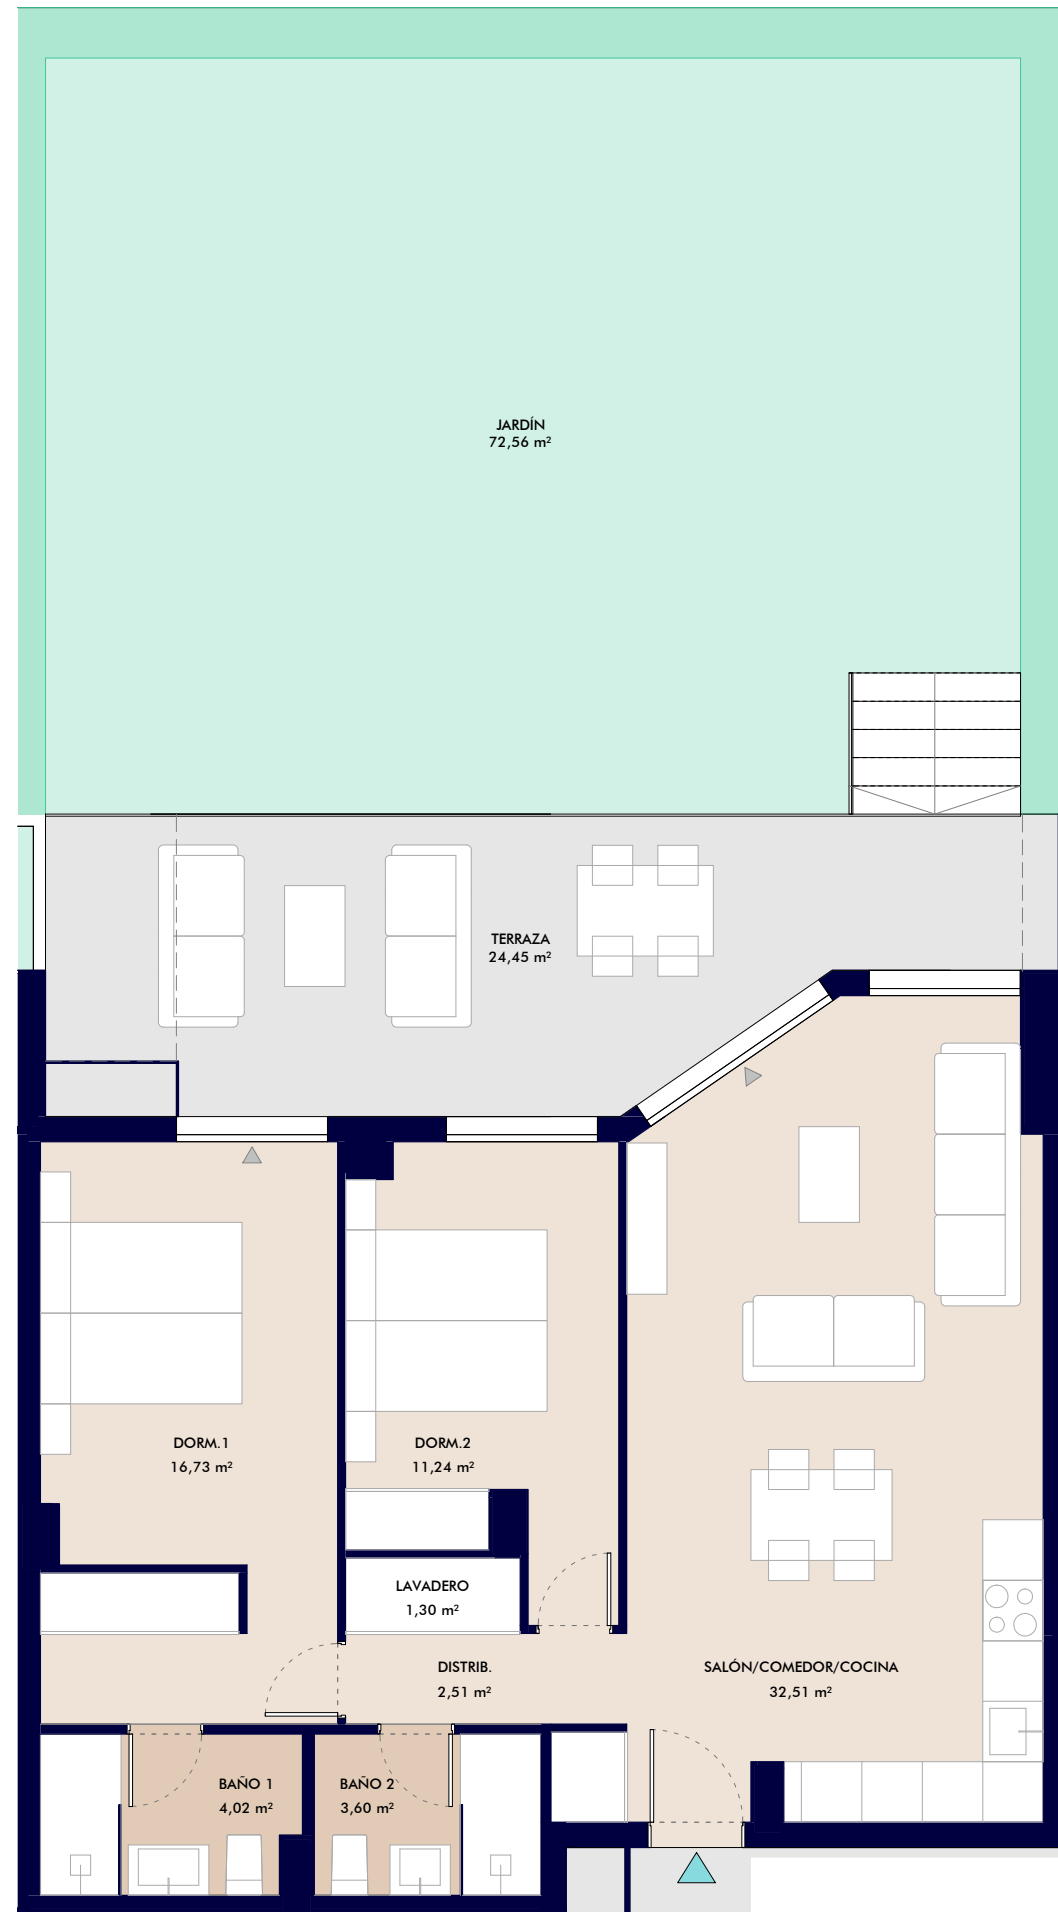 JARDÍN
72,56 m²
TERRAZA
24,45 m²
DORM.1
16,73 m²
DORM.2
11,24 m²
LAVADERO
1,30 m²
DISTRIB.
2,51 m²
SALÓN/COMEDOR/COCINA
32,51 m²
BAÑO 1
4,02 m²
BAÑO 2
3,60 m²